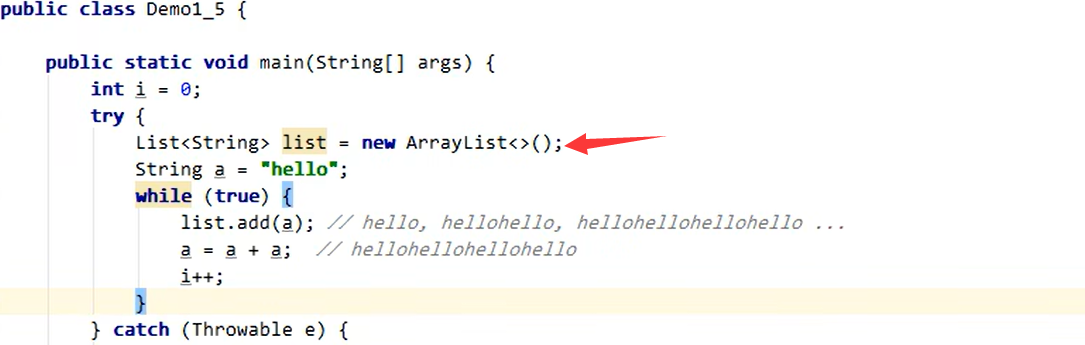 public class Demo1_5 {
public static void main(String[] args) {
int i = 0;
try {
List<String> list = new ArrayList<>();
String a = "hello";
while (true) {
list.add(a); // hello, hellohello, hellohellohellohello ...
a = a + a; // hellohellohellohello
i++;
}
} catch (Throwable e) {